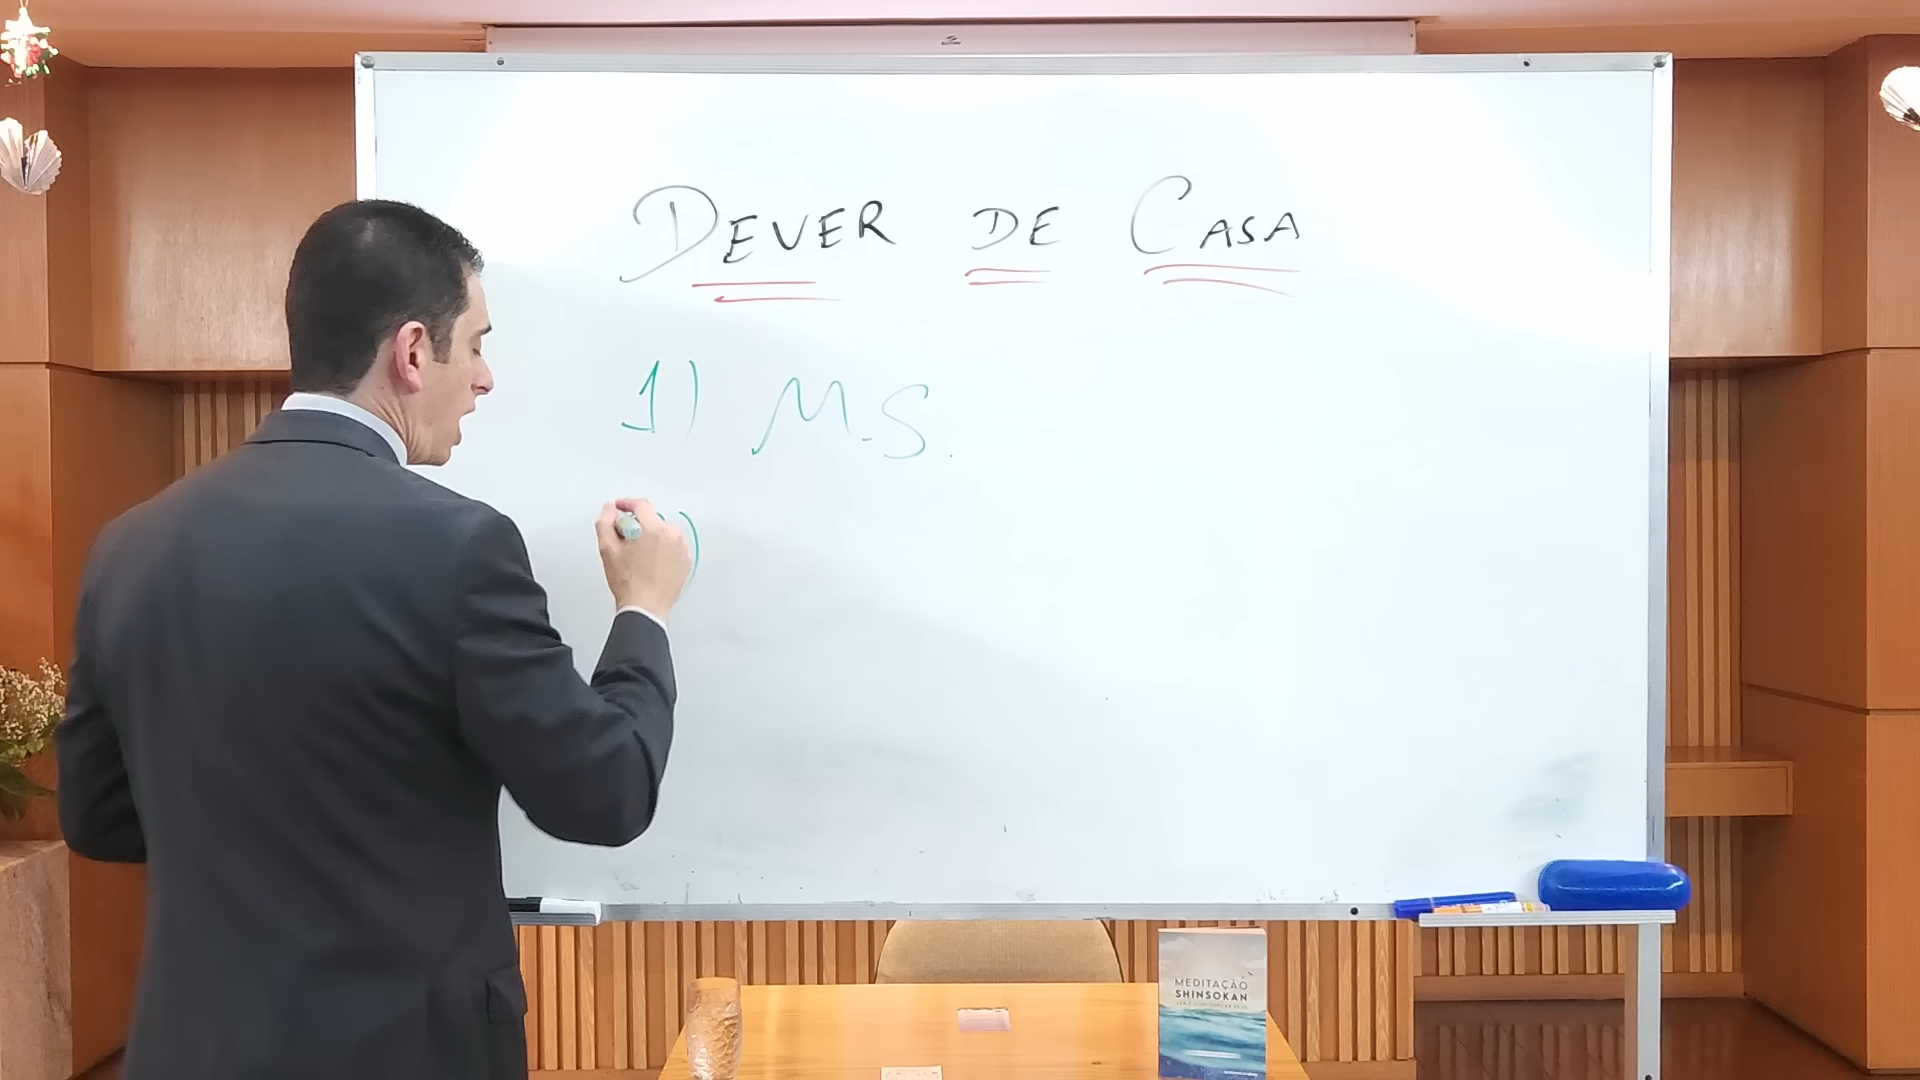 DEVER DE CASA
1) M.S.
)
MEDITAÇÃO
SHINSOKAN